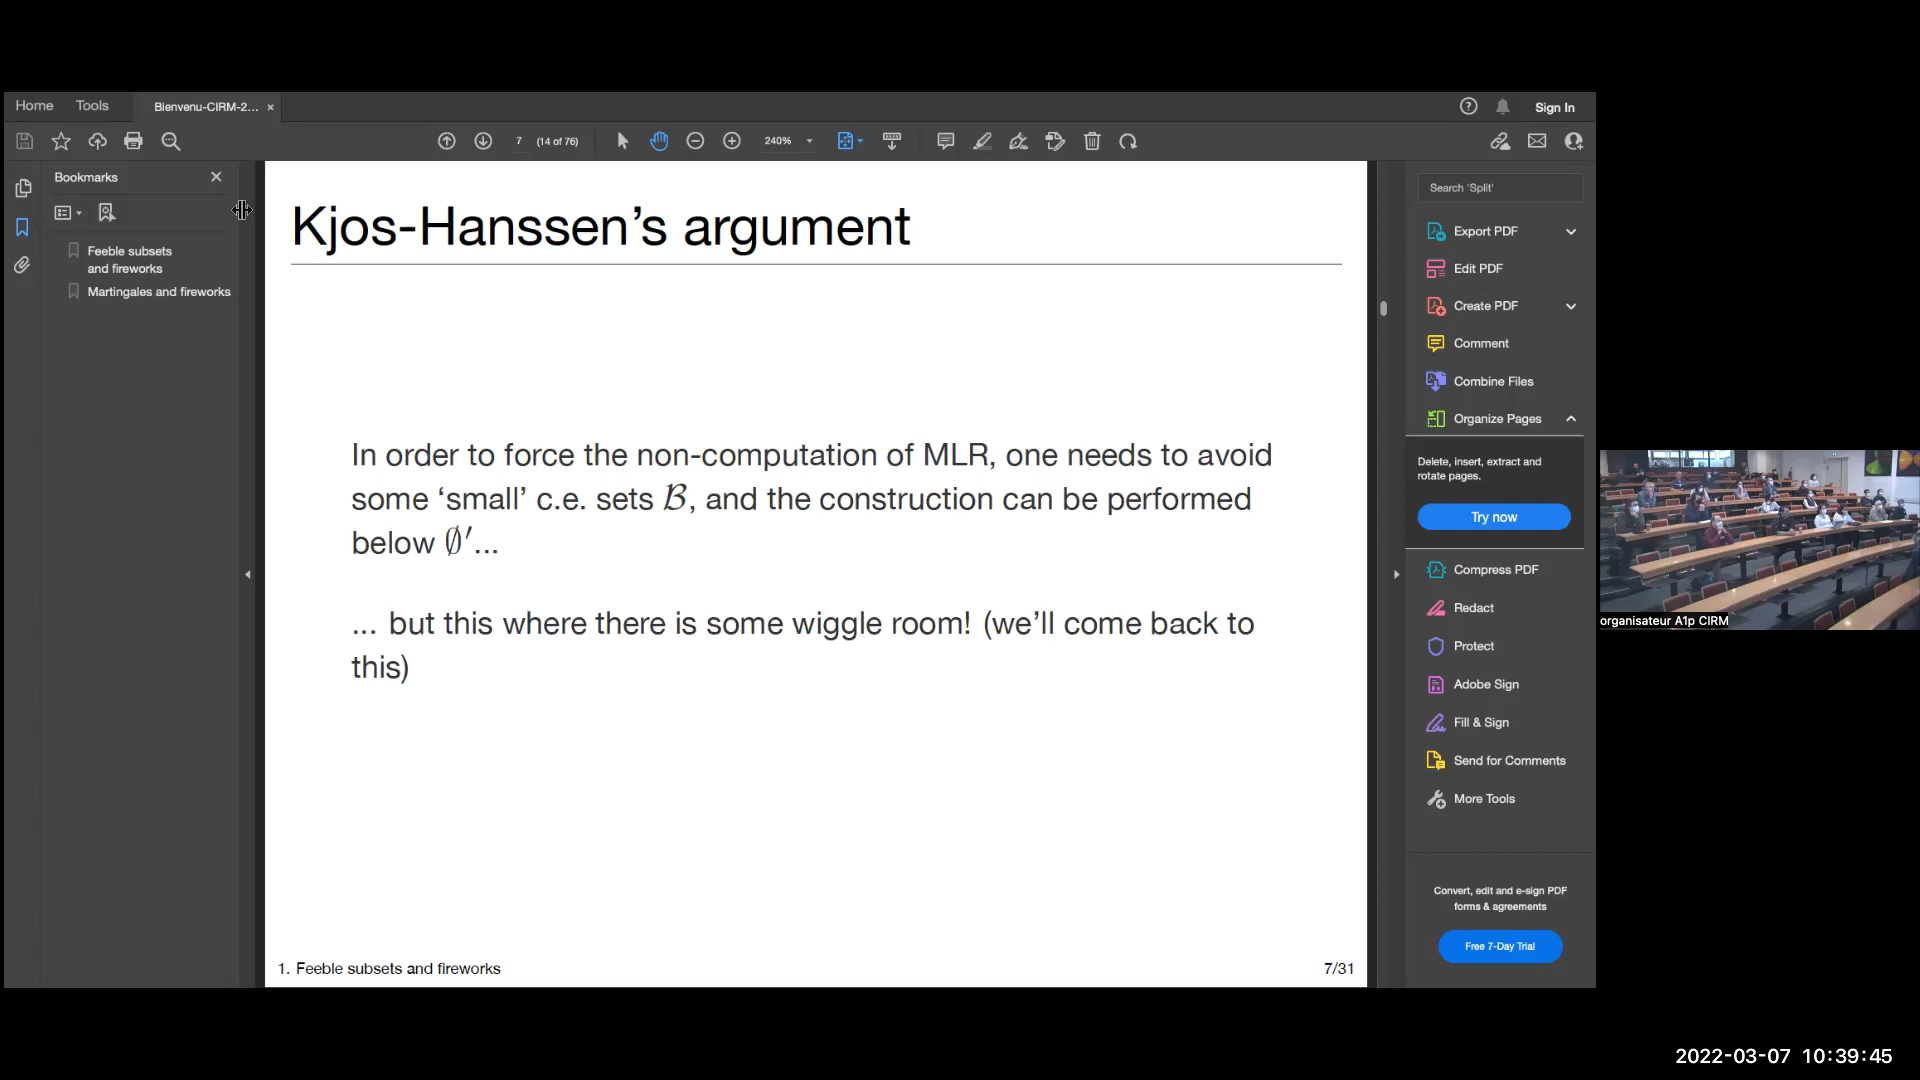 Home Tools Bienvenu-CIRM-2... ×
Sign In
7 (14 of 76) 240%
Bookmarks
Feeble subsets
and fireworks
Martingales and fireworks
Kjos-Hanssen's argument
In order to force the non-computation of MLR, one needs to avoid
some ‘small’ c.e. sets ℬ, and the construction can be performed
below ∅′...
... but this where there is some wiggle room! (we'll come back to
this)
1. Feeble subsets and fireworks 7/31
Search 'Split'
Export PDF
Edit PDF
Create PDF
Comment
Combine Files
Organize Pages
Delete, insert, extract and
rotate pages.
Try now
Compress PDF
Redact
Protect
Adobe Sign
Fill & Sign
Send for Comments
More Tools
Convert, edit and e-sign PDF
forms & agreements
Free 7-Day Trial
organisateur A1p CIRM
2022-03-07 10:39:45